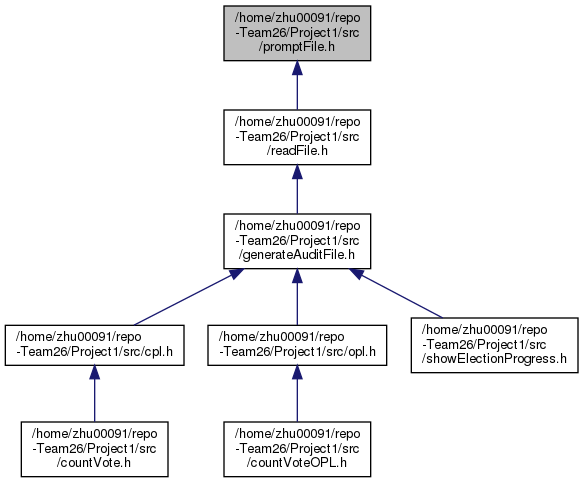 /home/zhu00091/repo
-Team26/Project1/src
/promptFile.h
/home/zhu00091/repo
-Team26/Project1/src
/readFile.h
/home/zhu00091/repo
-Team26/Project1/src
/generateAuditFile.h
/home/zhu00091/repo
-Team26/Project1/src/cpl.h
/home/zhu00091/repo
-Team26/Project1/src/opl.h
/home/zhu00091/repo
-Team26/Project1/src
/showElectionProgress.h
/home/zhu00091/repo
-Team26/Project1/src
/countVote.h
/home/zhu00091/repo
-Team26/Project1/src
/countVoteOPL.h